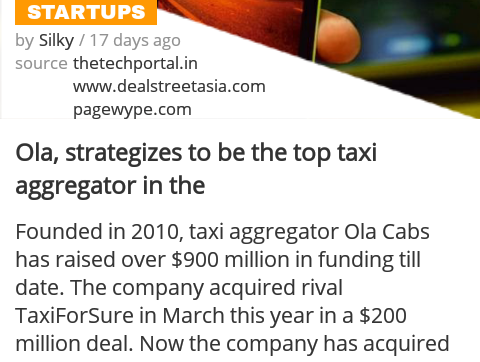 STARTUPS
by Silky / 17 days ago
source thetechportal.in
www.dealstreetasia.com
pagewype.com
Ola, strategizes to be the top taxi
aggregator in the
Founded in 2010, taxi aggregator Ola Cabs
has raised over $900 million in funding till
date. The company acquired rival
TaxiForSure in March this year in a $200
million deal. Now the company has acquired